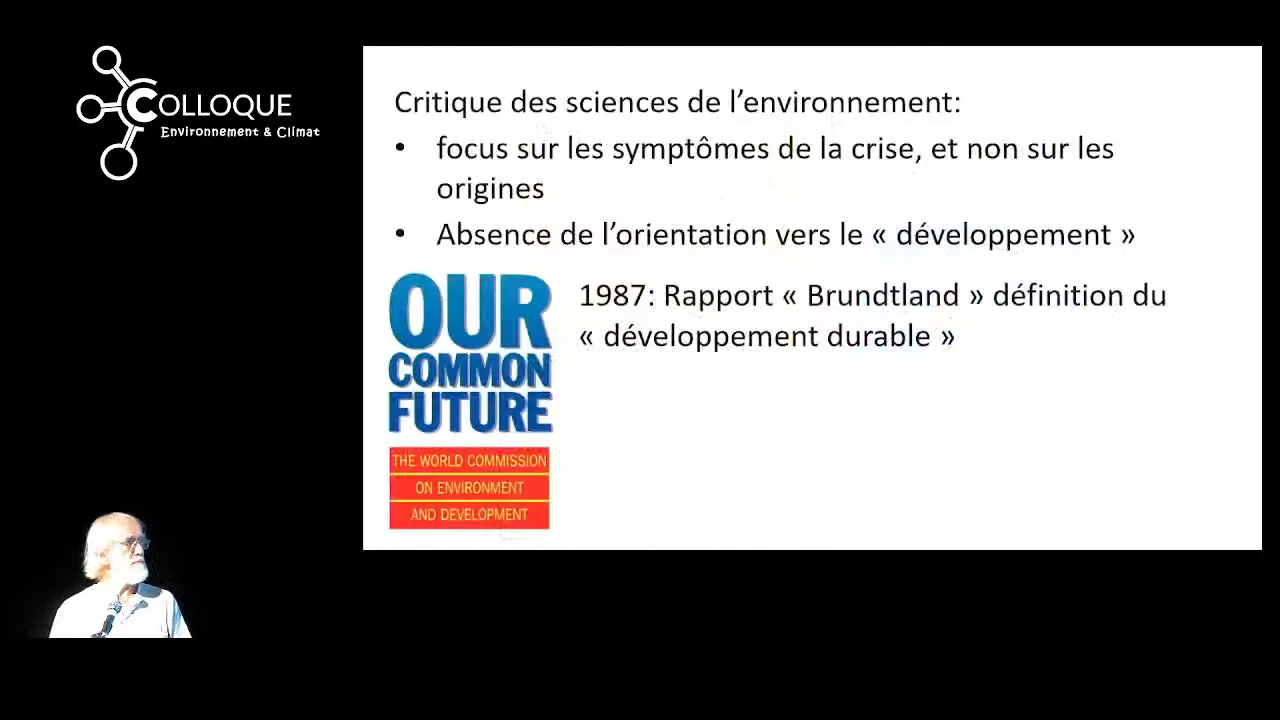 COLLOQUE
Environnement & Climat
Critique des sciences de l’environnement:
• focus sur les symptômes de la crise, et non sur les
origines
• Absence de l’orientation vers le « développement »
OUR
COMMON
FUTURE
THE WORLD COMMISSION
ON ENVIRONMENT
AND DEVELOPMENT
1987: Rapport « Brundtland » définition du
« développement durable »